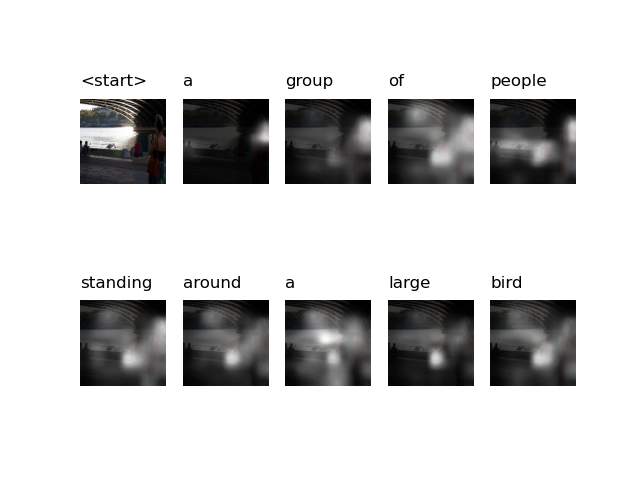 <start> a group of people
standing around a large bird